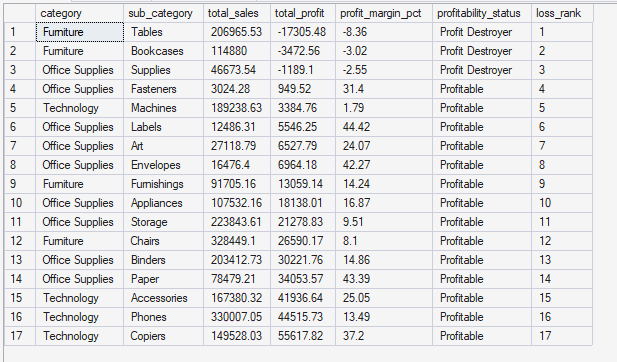 category sub_category total_sales total_profit profit_margin_pct profitability_status loss_rank
1 Furniture Tables 206965.53 -17305.48 -8.36 Profit Destroyer 1
2 Furniture Bookcases 114880 -3472.56 -3.02 Profit Destroyer 2
3 Office Supplies Supplies 46673.54 -1189.1 -2.55 Profit Destroyer 3
4 Office Supplies Fasteners 3024.28 949.52 31.4 Profitable 4
5 Technology Machines 189238.63 3384.76 1.79 Profitable 5
6 Office Supplies Labels 12486.31 5546.25 44.42 Profitable 6
7 Office Supplies Art 27118.79 6527.79 24.07 Profitable 7
8 Office Supplies Envelopes 16476.4 6964.18 42.27 Profitable 8
9 Furniture Furnishings 91705.16 13059.14 14.24 Profitable 9
10 Office Supplies Appliances 107532.16 18138.01 16.87 Profitable 10
11 Office Supplies Storage 223843.61 21278.83 9.51 Profitable 11
12 Furniture Chairs 328449.1 26590.17 8.1 Profitable 12
13 Office Supplies Binders 203412.73 30221.76 14.86 Profitable 13
14 Office Supplies Paper 78479.21 34053.57 43.39 Profitable 14
15 Technology Accessories 167380.32 41936.64 25.05 Profitable 15
16 Technology Phones 330007.05 44515.73 13.49 Profitable 16
17 Technology Copiers 149528.03 55617.82 37.2 Profitable 17